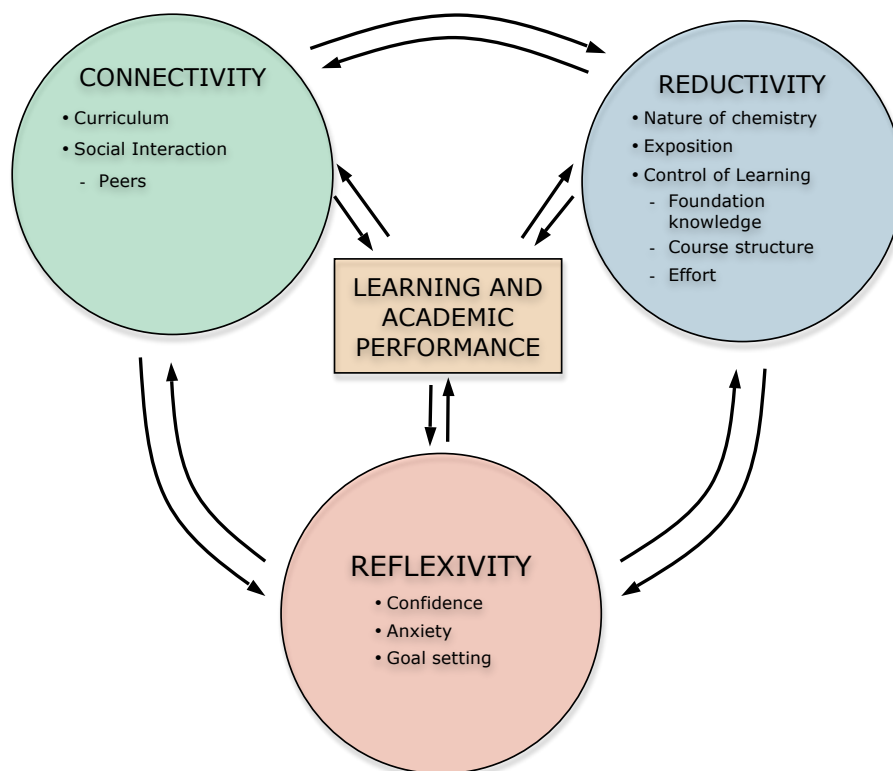 CONNECTIVITY
• Curriculum
• Social Interaction
- Peers
REDUCTIVITY
• Nature of chemistry
• Exposition
• Control of Learning
- Foundation
knowledge
- Course structure
- Effort
LEARNING AND
ACADEMIC
PERFORMANCE
REFLEXIVITY
• Confidence
• Anxiety
• Goal setting